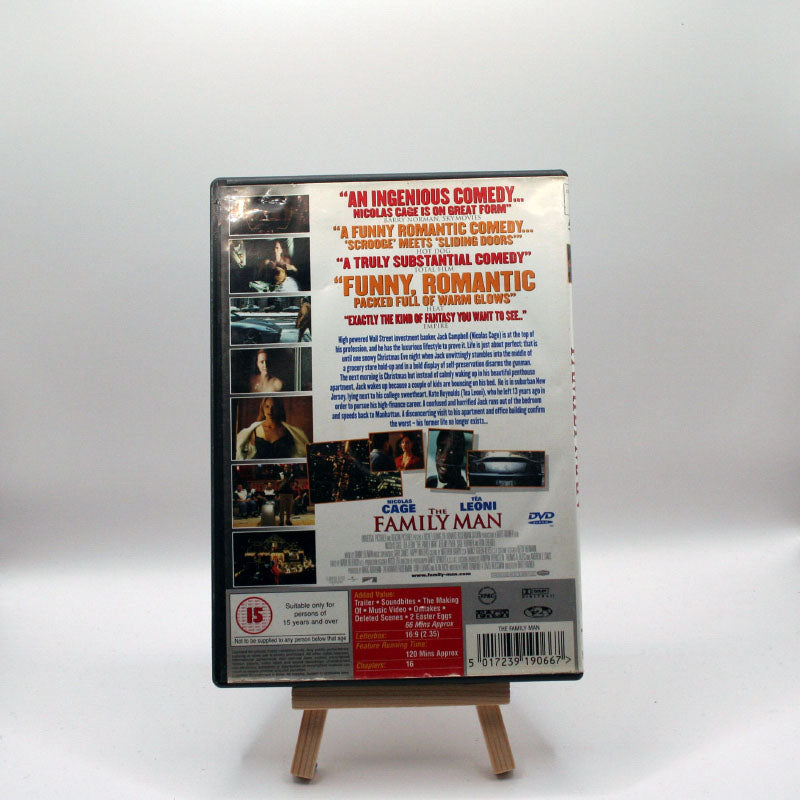 “AN INGENIOUS COMEDY...
NICOLAS CAGE IS ON GREAT FORM”
BARRY NORMAN, SKYMOVIES
“A FUNNY ROMANTIC COMEDY...
‘SCROOGE’ MEETS ‘SLIDING DOORS’”
HOT DOG
“A TRULY SUBSTANTIAL COMEDY”
TOTAL FILM
“FUNNY, ROMANTIC
PACKED FULL OF WARM GLOWS”
HEAT
“EXACTLY THE KIND OF FANTASY YOU WANT TO SEE..”
EMPIRE
High powered Wall Street investment banker, Jack Campbell (Nicolas Cage) is at the top of
his profession, and he has the luxurious lifestyle to prove it. Life is just about perfect; that is
until one snowy Christmas Eve night when Jack unwittingly stumbles into the middle of
a grocery store hold-up and in a bold display of self-preservation disarms the gunman.
The next morning is Christmas but instead of calmly waking up in his beautiful penthouse
apartment, Jack wakes up because a couple of kids are bouncing on his bed. He is in suburban New
Jersey, lying next to his college sweetheart, Kate Reynolds (Tea Leoni), who he left 13 years ago in
order to pursue his high-finance career. A confused and horrified Jack runs out of the bedroom
and speeds back to Manhattan. A disconcerting visit to his apartment and office building confirm
the worst – his former life no longer exists...
NICOLAS CAGE
TÉA LEONI
THE
FAMILY MAN
DVD
VIDEO
www.family-man.com
15
Suitable only for
persons of
15 years and over
Not to be supplied to any person below that age
Added Value:
Trailer • Soundbites • The Making
Of • Music Video • Outtakes •
Deleted Scenes • 2 Easter Eggs
66 Mins Approx
Letterbox: 16:9 (2.35)
Feature Running Time:
120 Mins Approx
Chapters: 16
THE FAMILY MAN
5 017239 190667 >